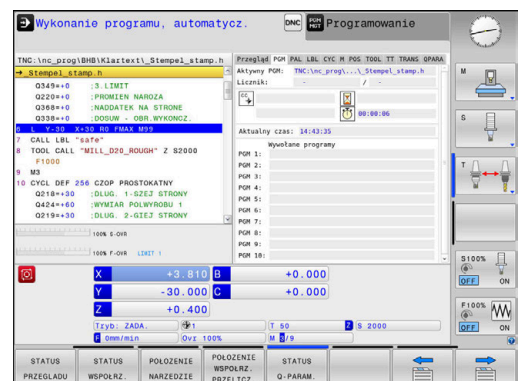 Wykonanie programu, automatycz.
DNC
PGM MGT
Programowanie
TNC:\nc_prog\BHB\Klartext\_Stempel_stamp.h
→_Stempel_stamp.h
Q349=+0 ;3.LIMIT
Q220=+0 ;PROMIEN NAROZA
Q368=+0 ;NADDATEK NA STRONE
Q338=+0 ;DOSUW - OBR.WYKONCZ.
6 L Y-30 X+30 R0 FMAX M99
7 CALL LBL "safe"
8 TOOL CALL "MILL_D20_ROUGH" Z S2000
F1000
9 M3
10 CYCL DEF 256 CZOP PROSTOKATNY
Q218=+30 ;DLUG. 1-SZEJ STRONY
Q424=+60 ;WYMIAR POLWYROBU 1
Q219=+30 ;DLUG. 2-GIEJ STRONY
100% S-OVR
100% F-OVR LIMIT 1
Przegląd PGM PAL LBL CYC M POS TOOL TT TRANS QPARA
Aktywny PGM: TNC:\nc_prog\...\_Stempel_stamp.h
Licznik: - / -
00:00:06
Aktualny czas: 14:43:35
Wywołane programy
PGM 1:
PGM 2:
PGM 3:
PGM 4:
PGM 5:
PGM 6:
PGM 7:
PGM 8:
PGM 9:
PGM 10:
X +3.810 B +0.000
Y -30.000 C +0.000
Z +0.400
Tryb: ZADA. 1 T 50 Z S 2000
F 0mm/min Ovr 100% M 5/9
M
S
T
S100%
OFF ON
F100%
OFF ON
STATUS PRZEGLADU
STATUS WSPOŁRZ.
POŁOZENIE NARZEDZIE
POŁOZENIE WSPOŁRZ. PRZELICZ.
STATUS Q-PARAM.